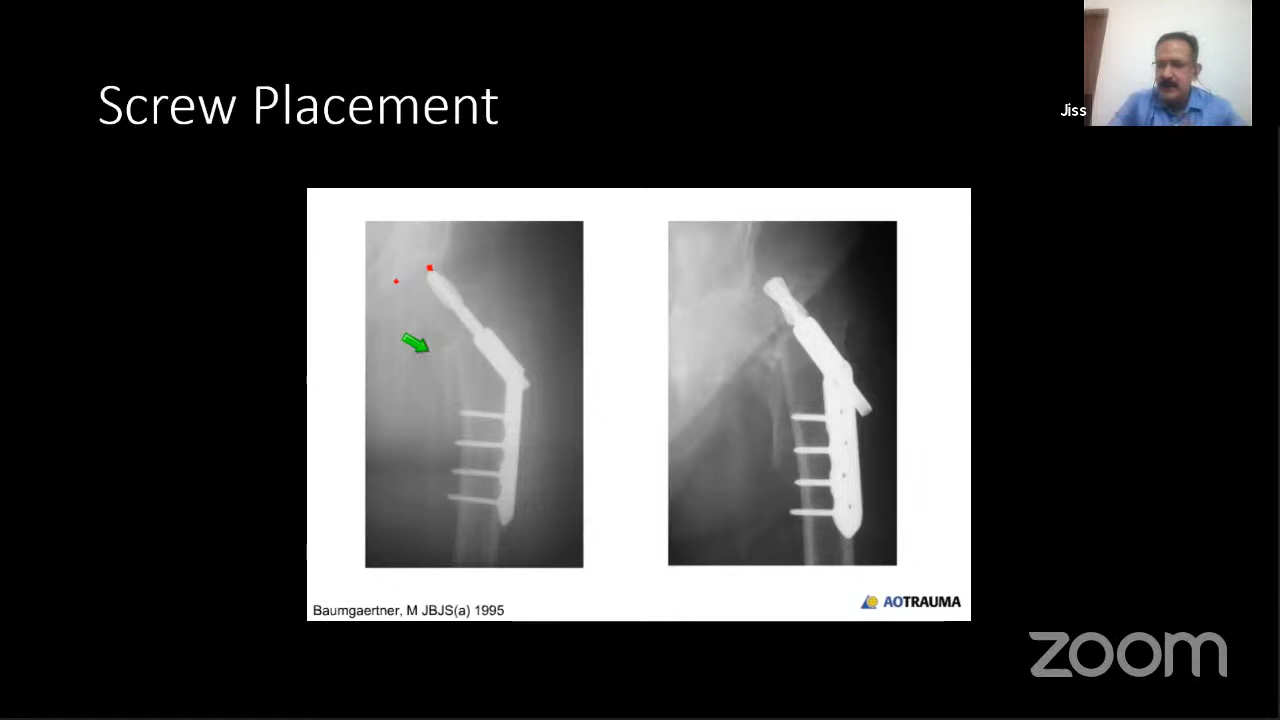 Screw Placement
Jiss
Baumgaertner, M JBJS(a) 1995
AOTRAUMA
zoom